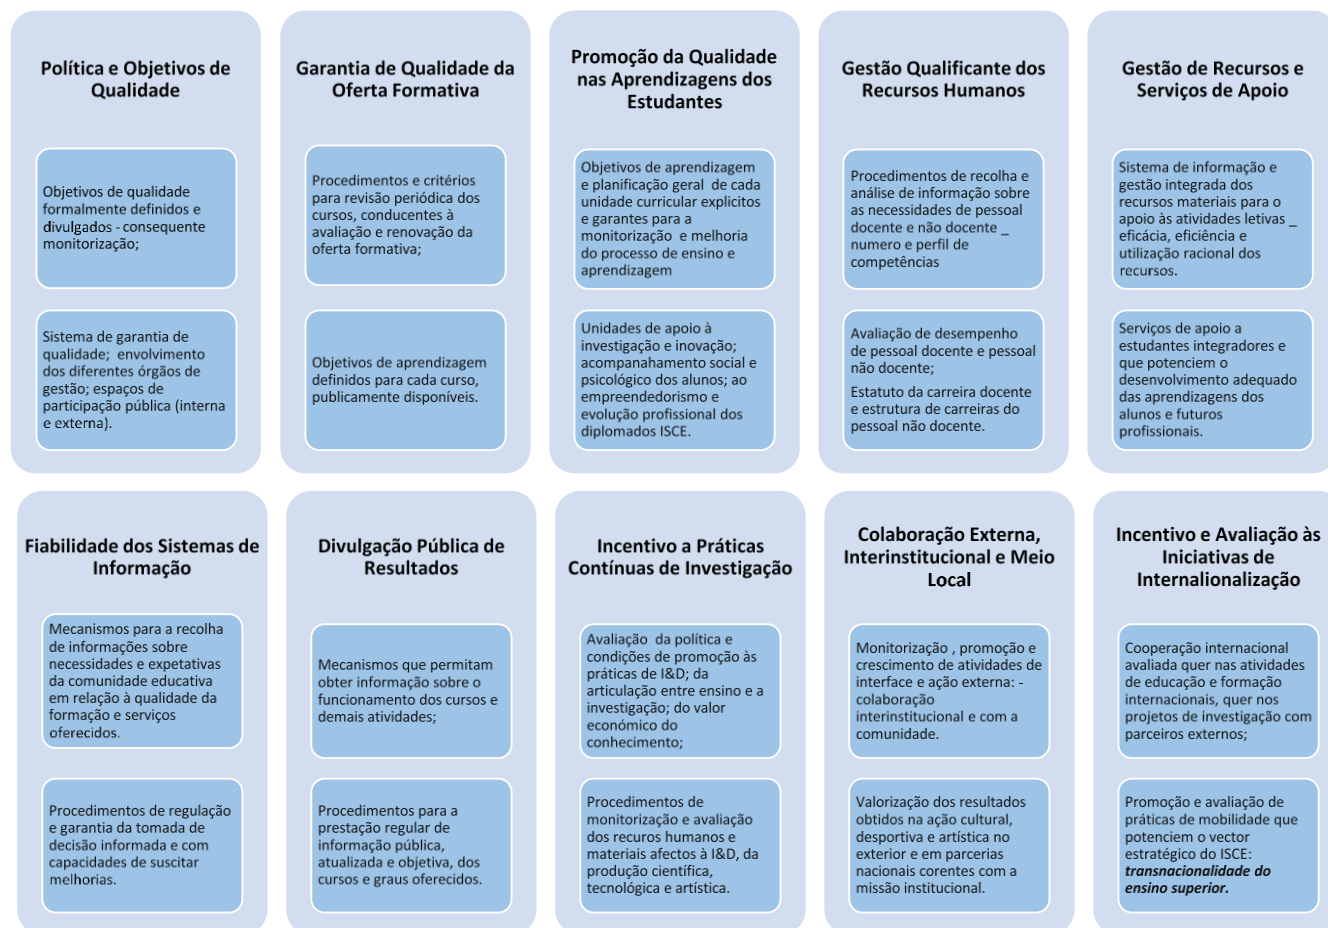 Política e Objetivos de
Qualidade
Objetivos de qualidade
formalmente definidos e
divulgados - consequente
monitorização;
Sistema de garantia de
qualidade;  envolvimento
dos diferentes órgãos de
gestão; espaços de
participação pública (interna
e externa).
Garantia de Qualidade da
Oferta Formativa
Procedimentos e critérios
para revisão periódica dos
cursos, conducentes à
avaliação e renovação da
oferta formativa;
Objetivos de aprendizagem
definidos para cada curso,
publicamente disponíveis.
Promoção da Qualidade
nas Aprendizagens dos
Estudantes
Objetivos de aprendizagem
e planificação geral  de cada
unidade curricular explicitos
e garantes para a
monitorização  e melhoria
do processo de ensino e
aprendizagem
Unidades de apoio à
investigação e inovação;
acompanahamento social e
psicológico dos alunos; ao
empreendedorismo e
evolução profissional dos
diplomados ISCE.
Gestão Qualificante dos
Recursos Humanos
Procedimentos de recolha e
análise de informação sobre
as necessidades de pessoal
docente e não docente _
numero e perfil de
competências
Avaliação de desempenho
de pessoal docente e pessoal
não docente;
Estatuto da carreira docente
e estrutura de carreiras do
pessoal não docente.
Gestão de Recursos e
Serviços de Apoio
Sistema de informação e
gestão integrada dos
recursos materiais para o
apoio às atividades letivas _
eficácia, eficiência e
utilização racional dos
recursos.
Serviços de apoio a
estudantes integradores e
que potenciem o
desenvolvimento adequado
das aprendizagens dos
alunos e futuros
profissionais.
Fiabilidade dos Sistemas de
Informação
Mecanismos para a recolha
de informações sobre
necessidades e expetativas
da comunidade educativa
em relação à qualidade da
formação e serviços
oferecidos.
Procedimentos de regulação
e garantia da tomada de
decisão informada e com
capacidades de suscitar
melhorias.
Divulgação Pública de
Resultados
Mecanismos que permitam
obter informação sobre o
funcionamento dos cursos e
demais atividades;
Procedimentos para a
prestação regular de
informação pública,
atualizada e objetiva, dos
cursos e graus oferecidos.
Incentivo a Práticas
Contínuas de Investigação
Avaliação  da política e
condições de promoção às
práticas de I&D; da
articulação entre ensino e a
investigação; do valor
económico do
conhecimento;
Procedimentos de
monitorização e avaliação
dos recuros humanos e
materiais afectos à I&D, da
produção científica,
tecnológica e artística.
Colaboração Externa,
Interinstitucional e Meio
Local
Monitorização , promoção e
crescimento de atividades de
interface e ação externa: -
colaboração
interinstitucional e com a
comunidade.
Valorização dos resultados
obtidos na ação cultural,
desportiva e artística no
exterior e em parcerias
nacionais corentes com a
missão institucional.
Incentivo e Avaliação às
Iniciativas de
Internalionalização
Cooperação internacional
avaliada quer nas atividades
de educação e formação
internacionais, quer nos
projetos de investigação com
parceiros externos;
Promoção e avaliação de
práticas de mobilidade que
potenciem o vector
estratégico do ISCE:
transnacionalidade do
ensino superior.